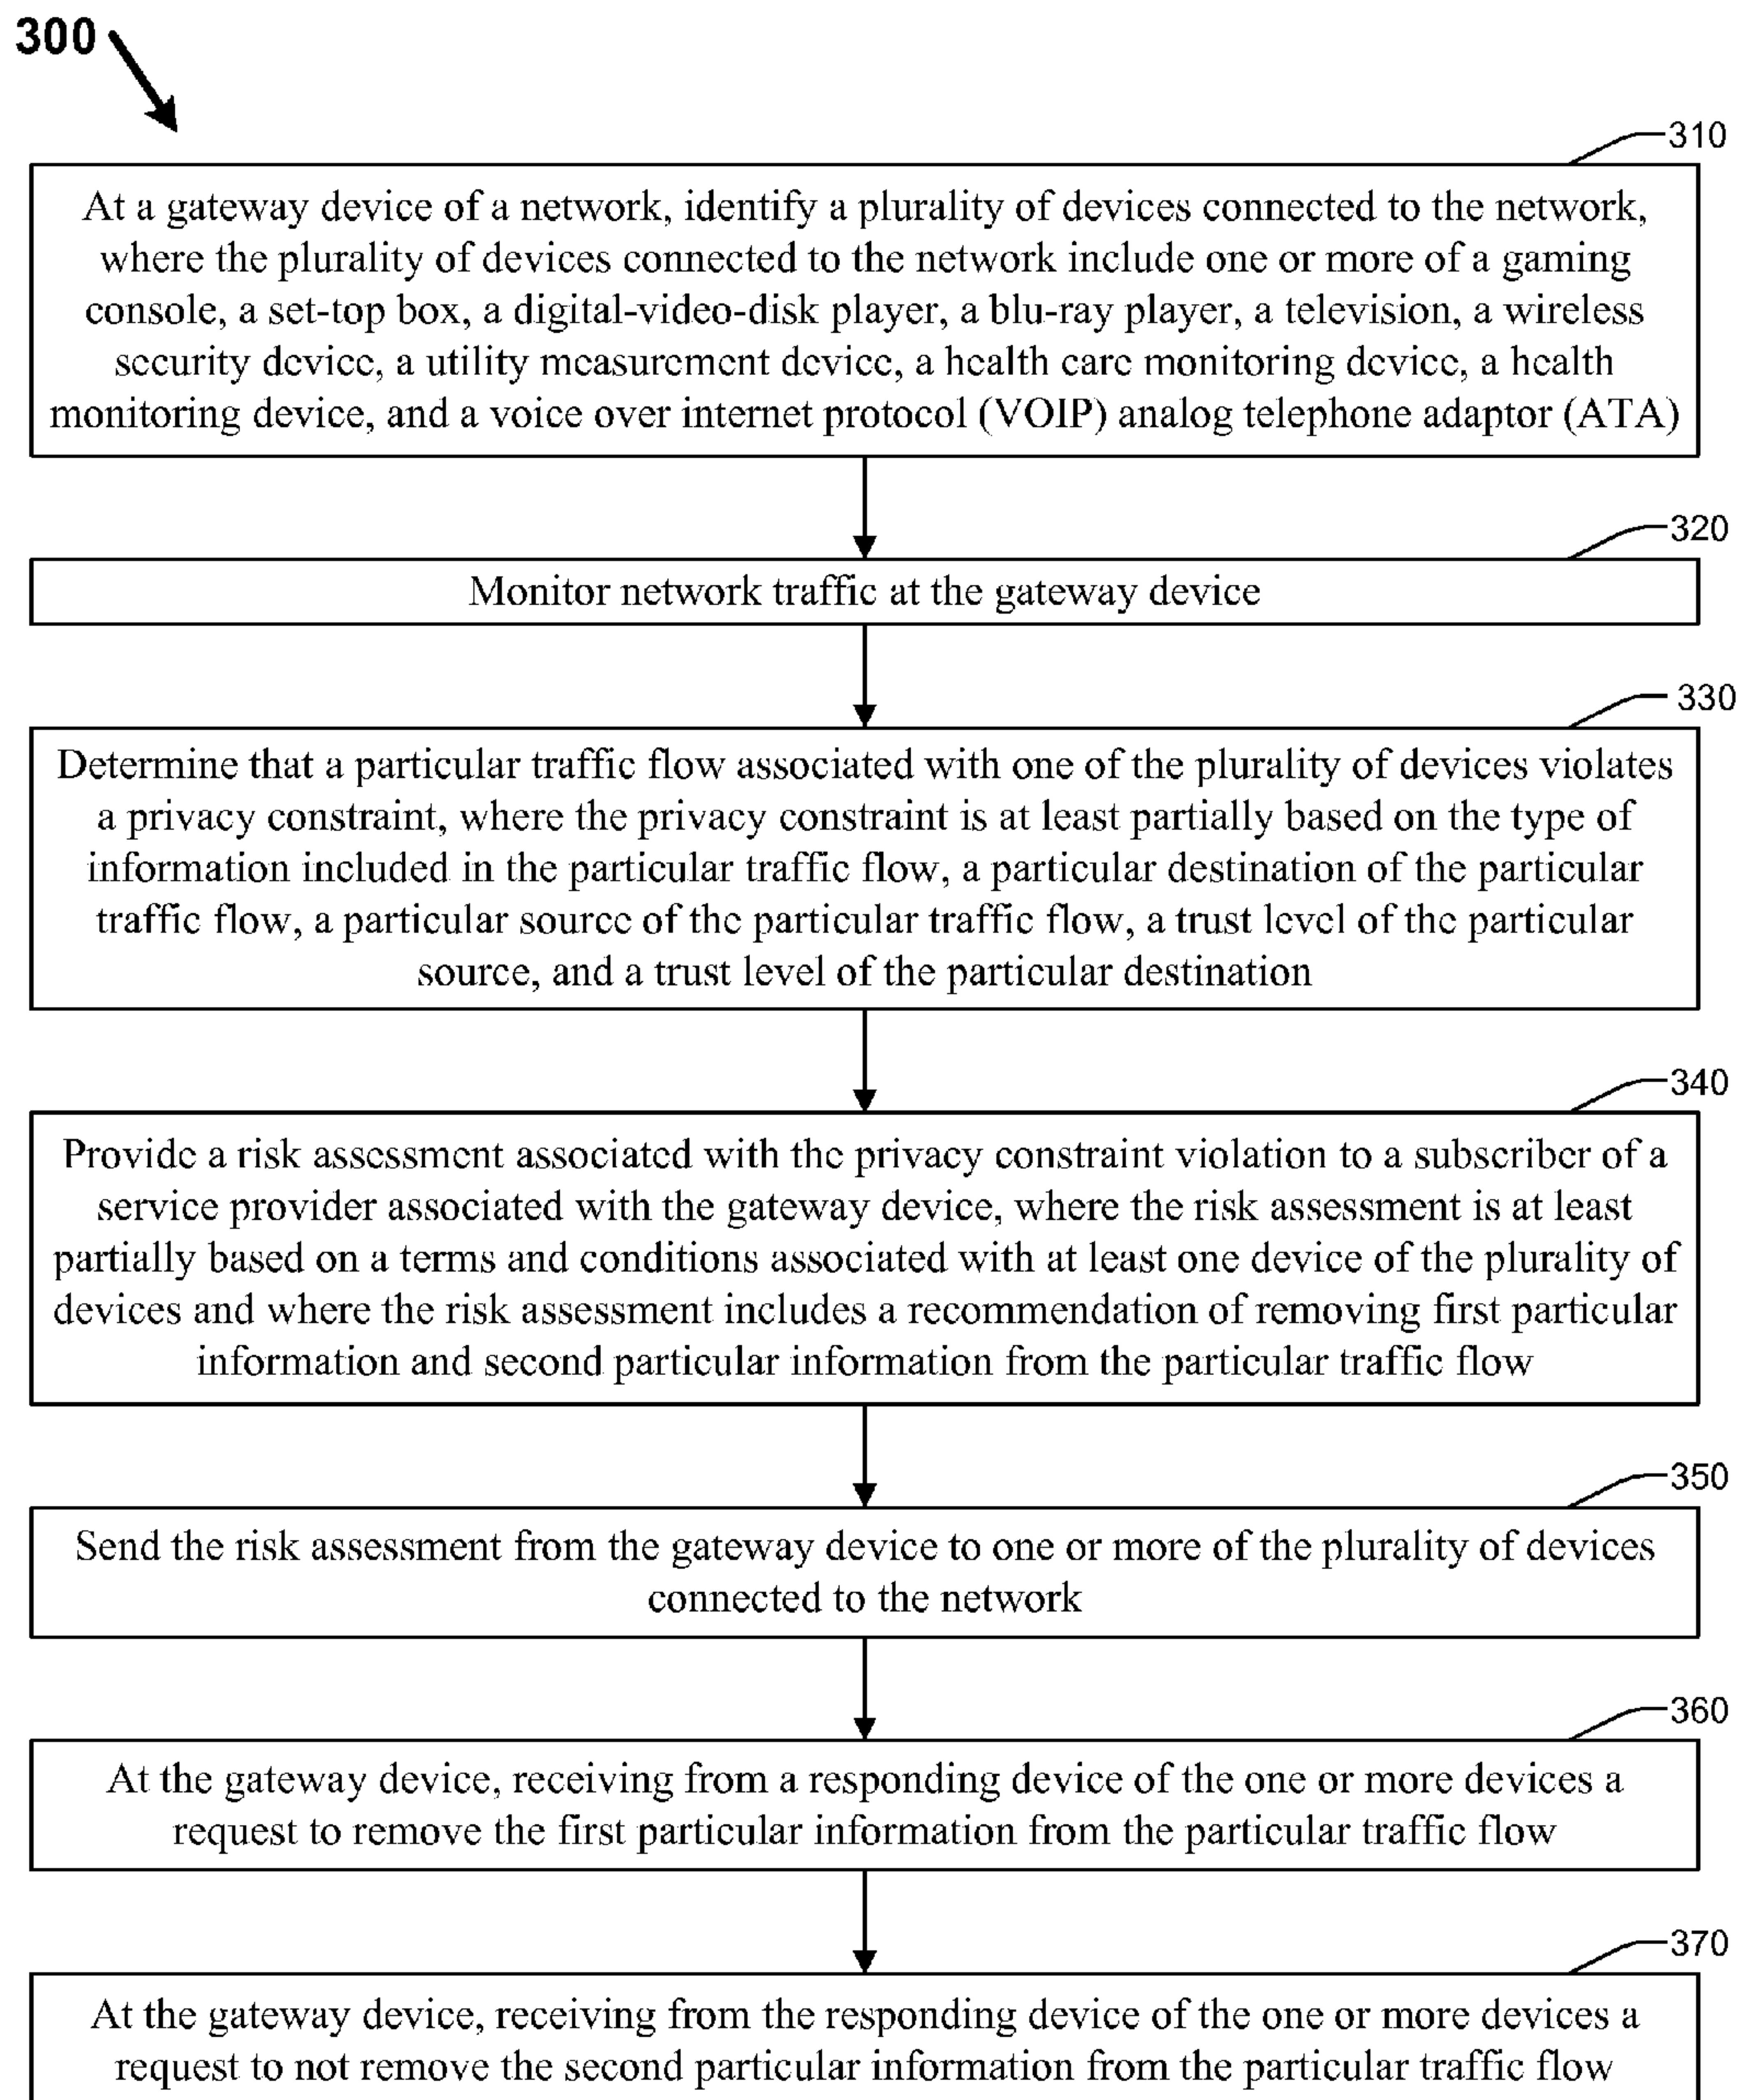 300
310
At a gateway device of a network, identify a plurality of devices connected to the network,
where the plurality of devices connected to the network include one or more of a gaming
console, a set-top box, a digital-video-disk player, a blu-ray player, a television, a wireless
security device, a utility measurement device, a health care monitoring device, a health
monitoring device, and a voice over internet protocol (VOIP) analog telephone adaptor (ATA)
320
Monitor network traffic at the gateway device
330
Determine that a particular traffic flow associated with one of the plurality of devices violates
a privacy constraint, where the privacy constraint is at least partially based on the type of
information included in the particular traffic flow, a particular destination of the particular
traffic flow, a particular source of the particular traffic flow, a trust level of the particular
source, and a trust level of the particular destination
340
Provide a risk assessment associated with the privacy constraint violation to a subscriber of a
service provider associated with the gateway device, where the risk assessment is at least
partially based on a terms and conditions associated with at least one device of the plurality of
devices and where the risk assessment includes a recommendation of removing first particular
information and second particular information from the particular traffic flow
350
Send the risk assessment from the gateway device to one or more of the plurality of devices
connected to the network
360
At the gateway device, receiving from a responding device of the one or more devices a
request to remove the first particular information from the particular traffic flow
370
At the gateway device, receiving from the responding device of the one or more devices a
request to not remove the second particular information from the particular traffic flow